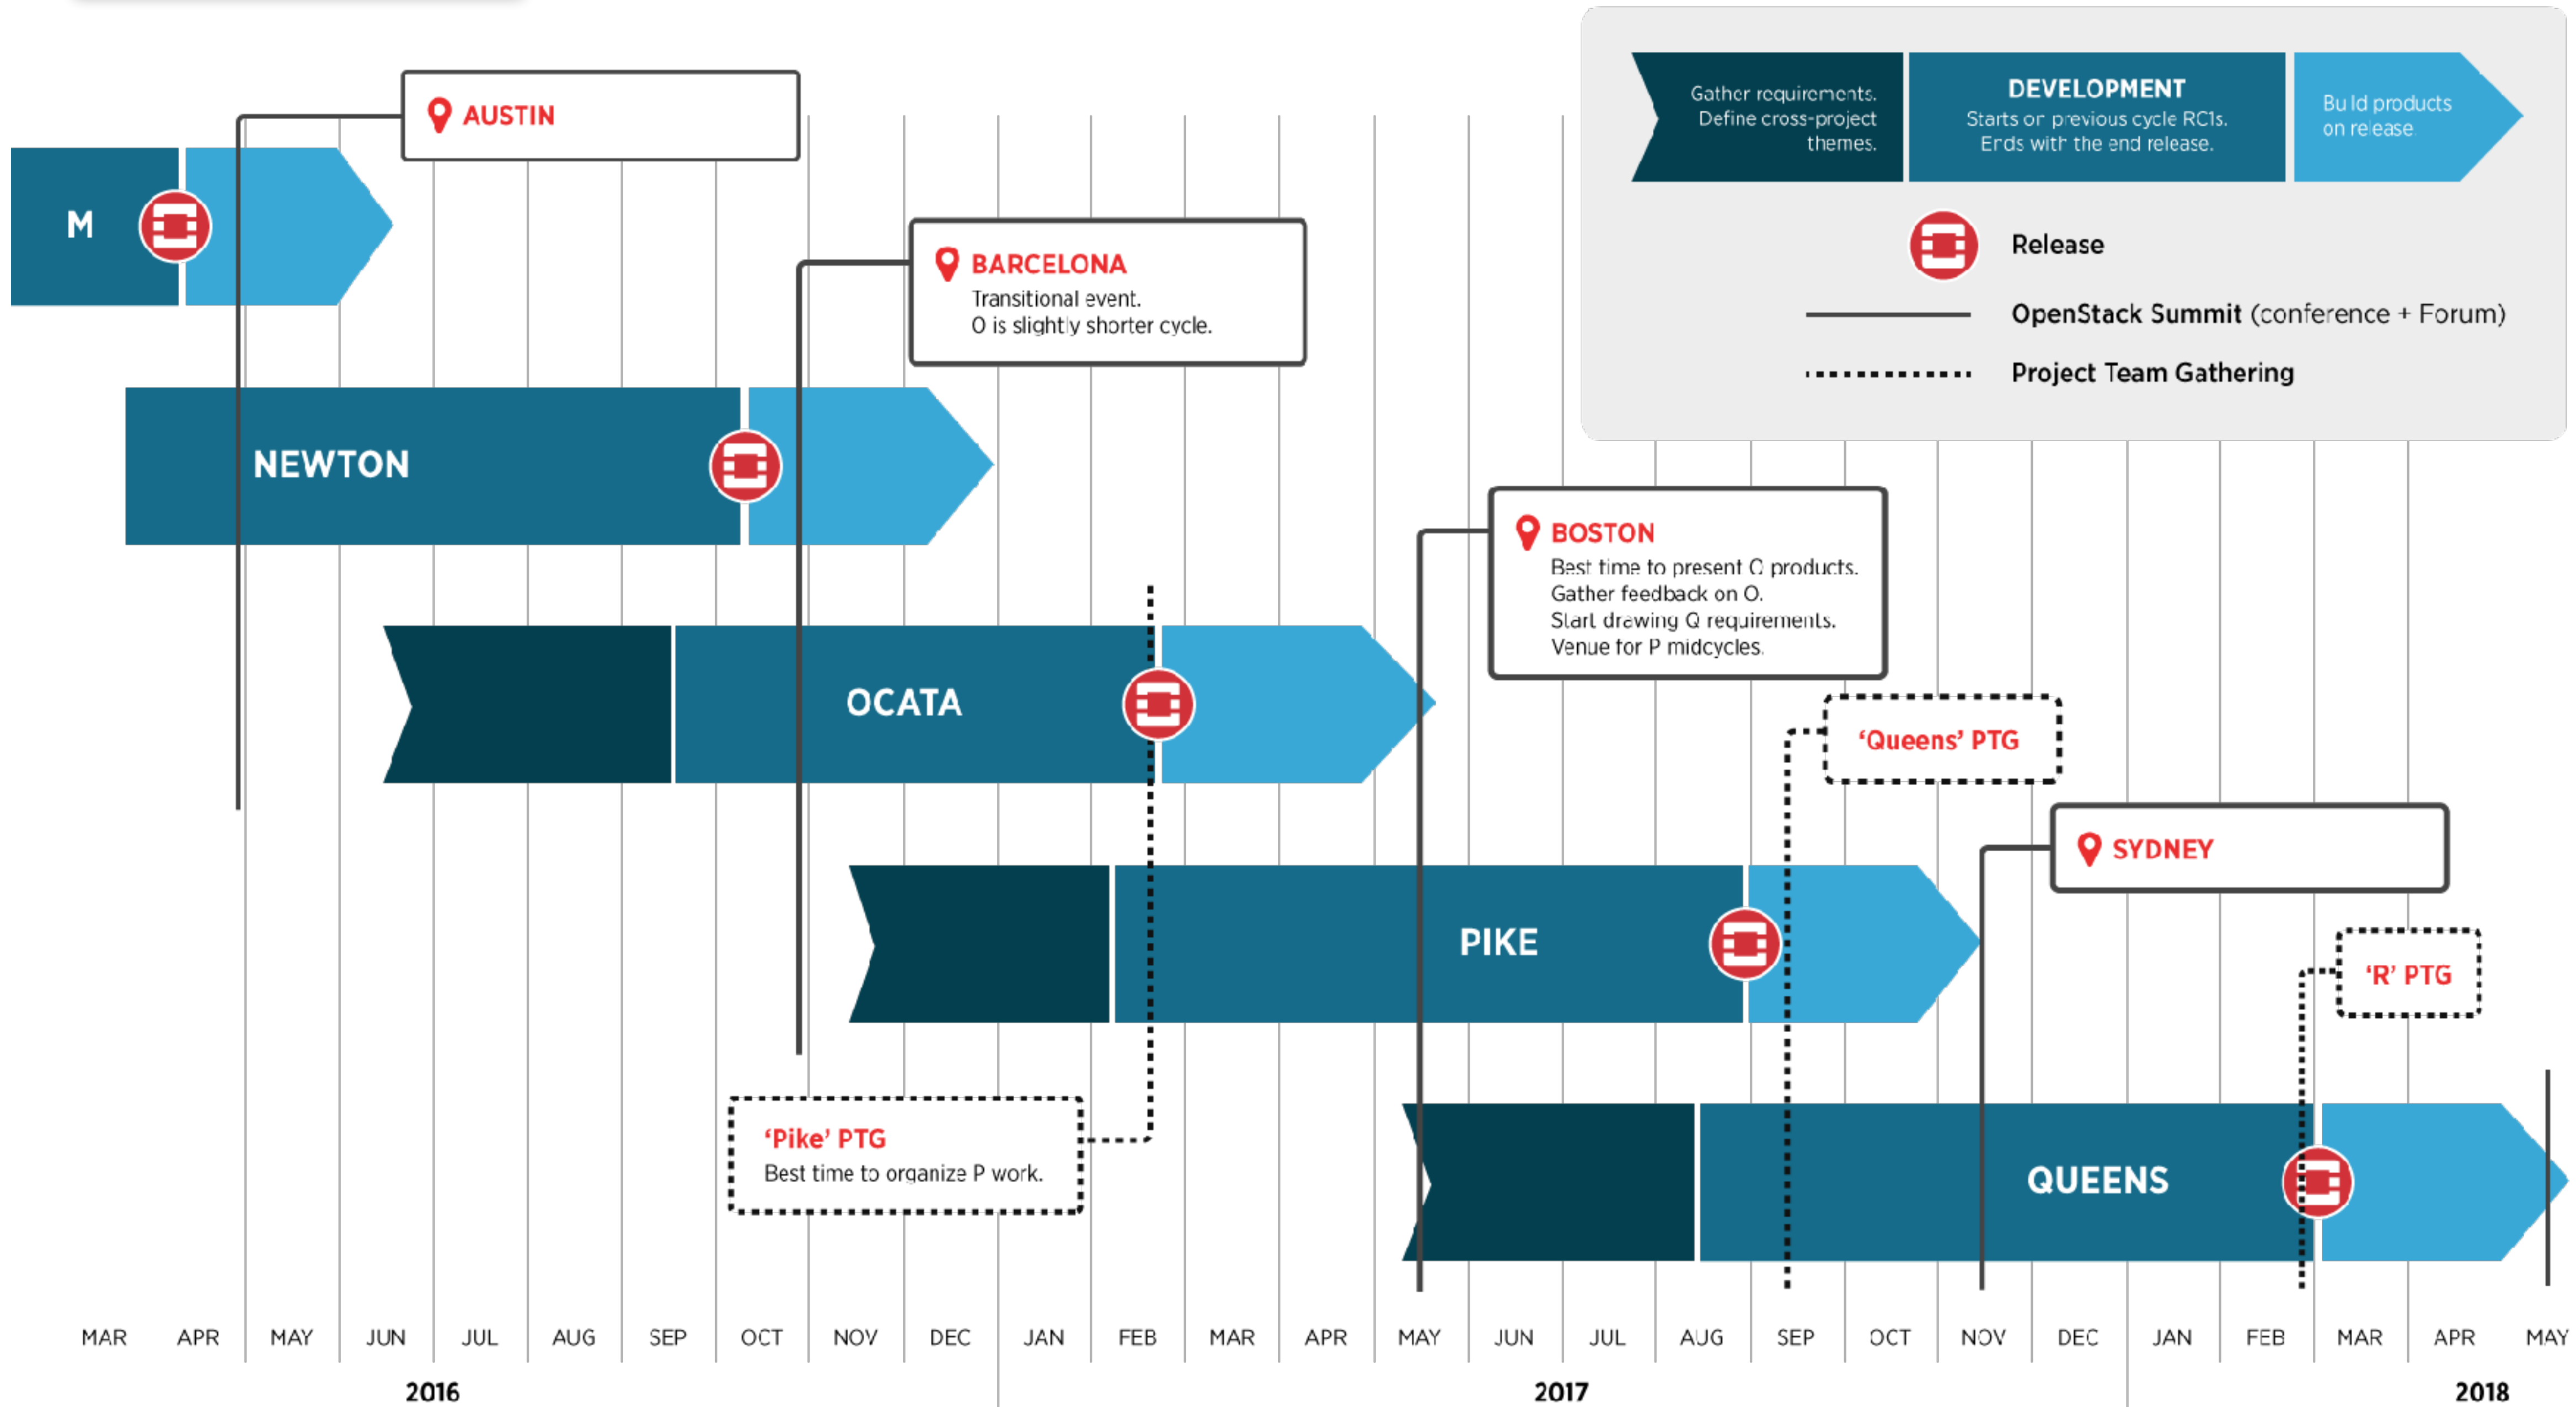 Gather requirements.
Define cross-project
themes.
DEVELOPMENT
Starts on previous cycle RC1s.
Ends with the end release.
Build products
on release
Release
OpenStack Summit (conference + Forum)
Project Team Gathering
AUSTIN
M
BARCELONA
Transitional event.
O is slightly shorter cycle.
NEWTON
BOSTON
Best time to present O products.
Gather feedback on O.
Start drawing Q requirements.
Venue for P midcycles.
OCATA
‘Queens’ PTG
SYDNEY
PIKE
‘R’ PTG
‘Pike’ PTG
Best time to organize P work.
QUEENS
MAR APR MAY JUN JUL AUG SEP OCT NOV DEC JAN FEB MAR APR MAY JUN JUL AUG SEP OCT NOV DEC JAN FEB MAR APR MAY
2016 2017 2018